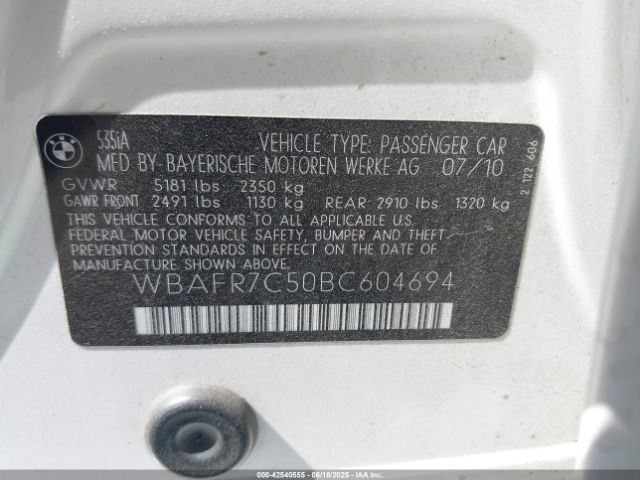 BMW
535iA VEHICLE TYPE: PASSENGER CAR
MFD BY BAYERISCHE MOTOREN WERKE AG 07/10
GVWR 5181 lbs 2350 kg
GAWR FRONT 2491 lbs 1130 kg REAR 2910 lbs 1320 kg
THIS VEHICLE CONFORMS TO ALL APPLICABLE U.S.
FEDERAL MOTOR VEHICLE SAFETY, BUMPER AND THEFT
PREVENTION STANDARDS IN EFFECT ON THE DATE OF
MANUFACTURE SHOWN ABOVE.
WBAFR7C50BC604694
000-42540555 - 06/18/2025 - IAA Inc.